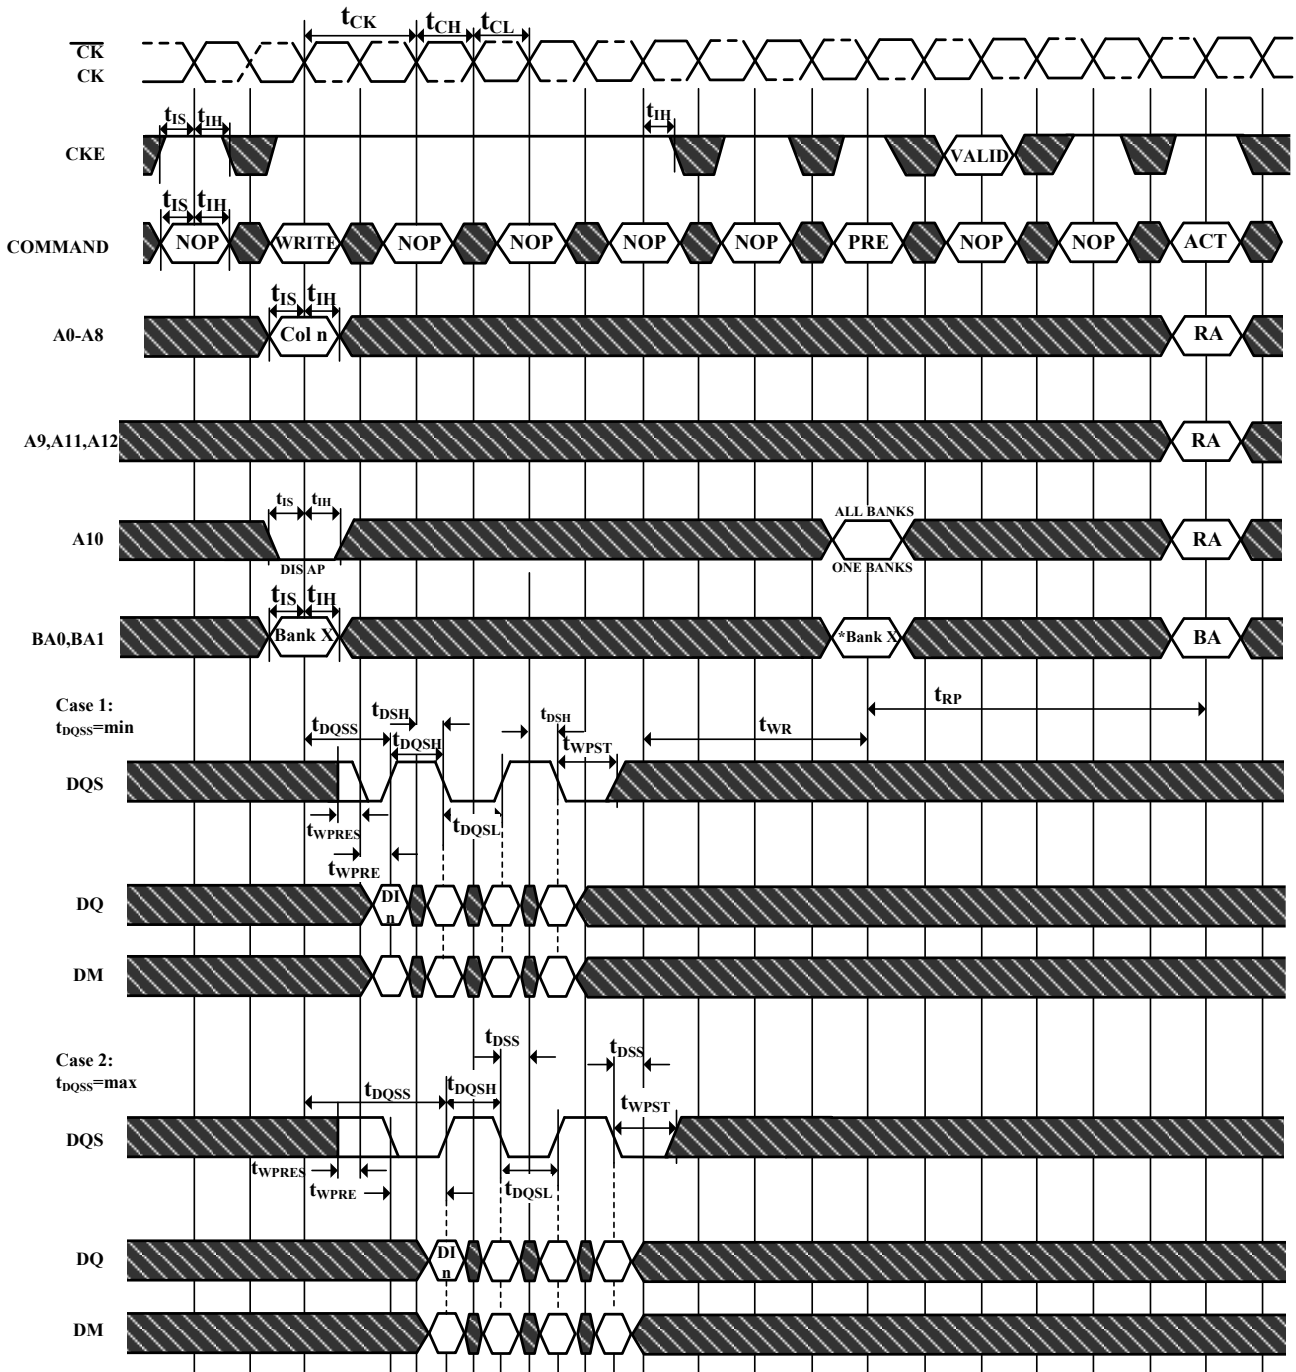 tCK tCH tCL
CK
CK
tIS tIH tIH
CKE VALID
tIS tIH
COMMAND NOP WRITE NOP NOP NOP NOP PRE NOP NOP ACT
tIS tIH
A0-A8 Col n RA
A9,A11,A12 RA
tIS tIH ALL BANKS
A10 RA
DIS AP ONE BANKS
tIS tIH
BA0,BA1 Bank X *Bank X BA
Case 1:
tDQSS=min
tDQSS tDSH tDSH tWR tRP
tDQSH tWPST
DQS
tWPRES tDQSL
tWPRE
DQ DI
n
DM
Case 2:
tDQSS=max
tDSS tDSS
tDQSS tDQSH tWPST
DQS
tWPRES tWPRE tDQSL
DQ DI
n
DM